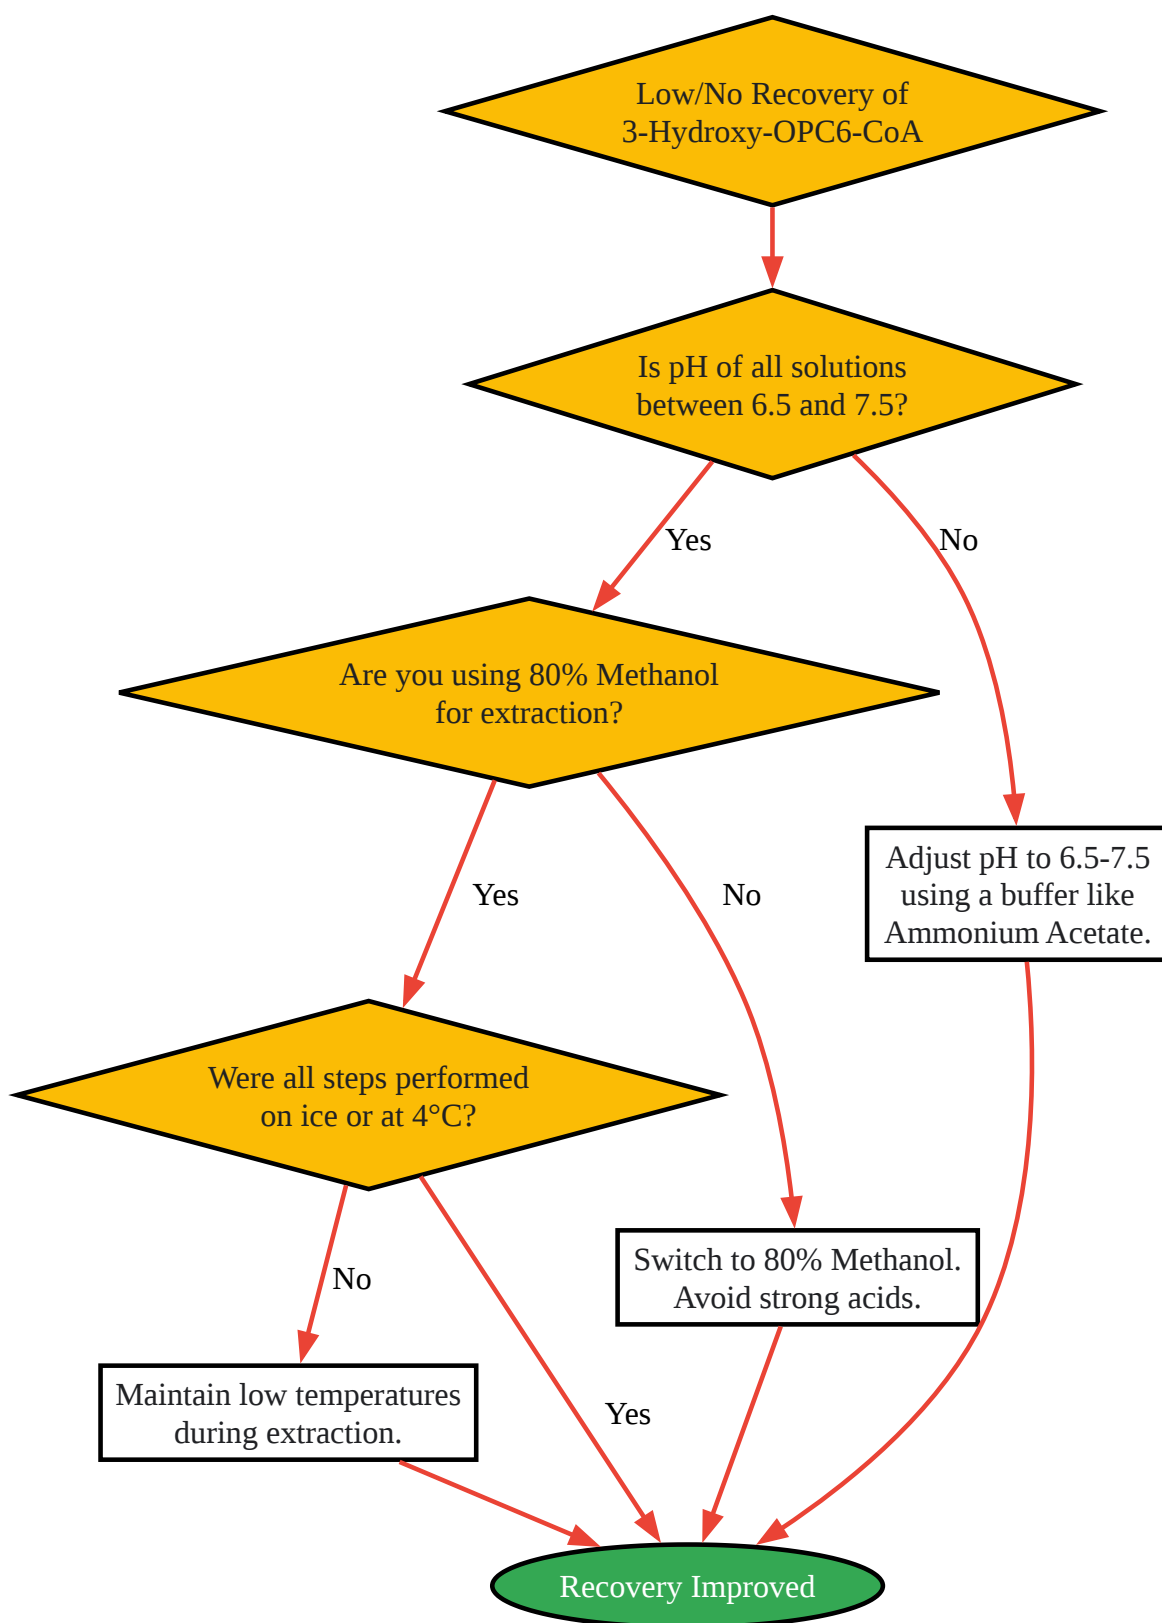 Low/No Recovery of
3-Hydroxy-OPC6-CoA
Is pH of all solutions
between 6.5 and 7.5?
Yes
No
Are you using 80% Methanol
for extraction?
Adjust pH to 6.5-7.5
using a buffer like
Ammonium Acetate.
Yes
No
Were all steps performed
on ice or at 4°C?
Switch to 80% Methanol.
Avoid strong acids.
No
Maintain low temperatures
during extraction.
Yes
Recovery Improved